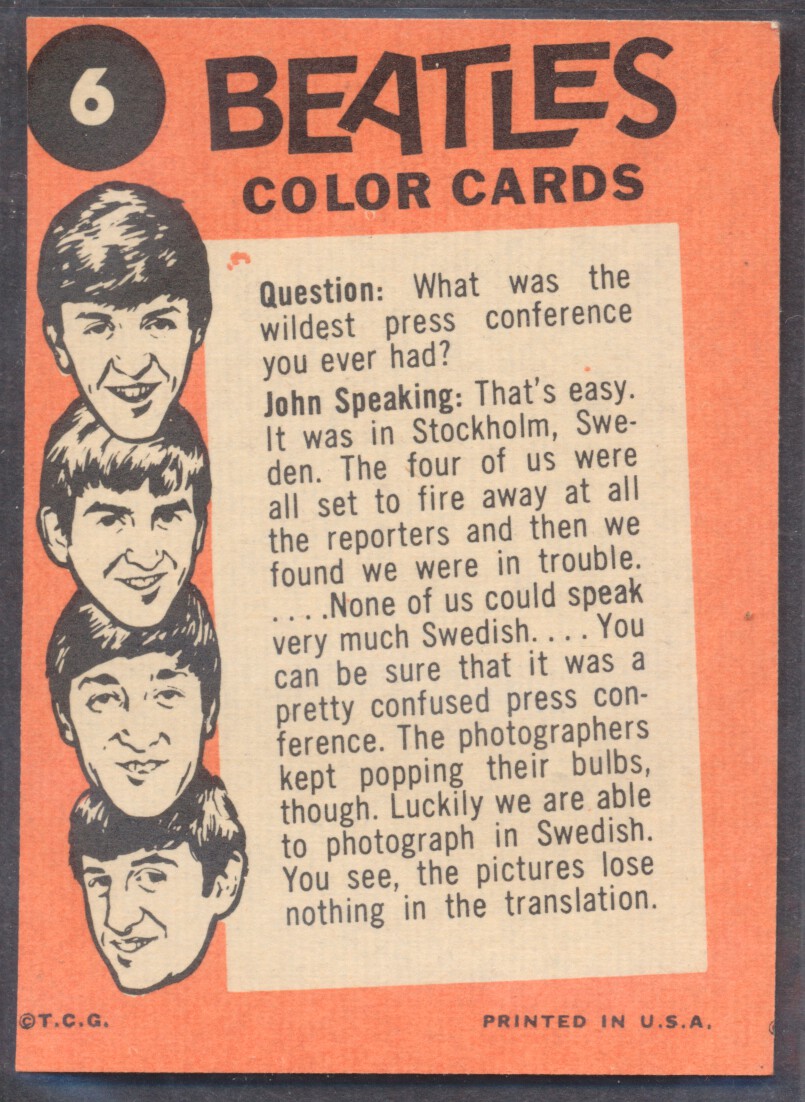 6
BEATLES
COLOR CARDS
Question: What was the
wildest press conference
you ever had?
John Speaking: That's easy.
It was in Stockholm, Swe-
den. The four of us were
all set to fire away at all
the reporters and then we
found we were in trouble.
....None of us could speak
very much Swedish.... You
can be sure that it was a
pretty confused press con-
ference. The photographers
kept popping their bulbs,
though. Luckily we are able
to photograph in Swedish.
You see, the pictures lose
nothing in the translation.
©T.C.G.
PRINTED IN U.S.A.